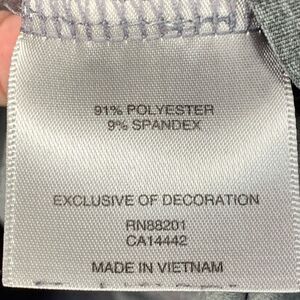 91% POLYESTER
9% SPANDEX
EXCLUSIVE OF DECORATION
RN88201
CA14442
MADE IN VIETNAM